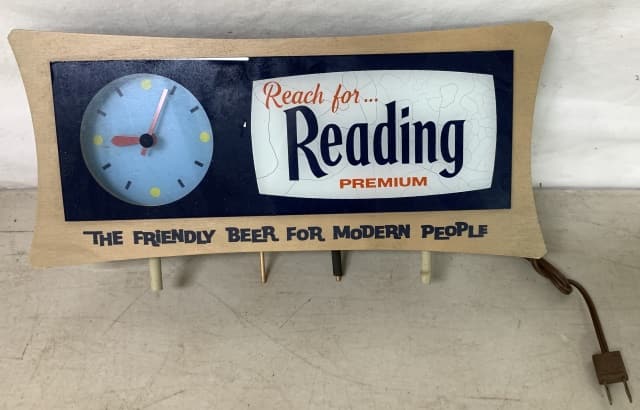 Reach for...
Reading
PREMIUM
THE FRIENDLY BEER FOR MODERN PEOPLE